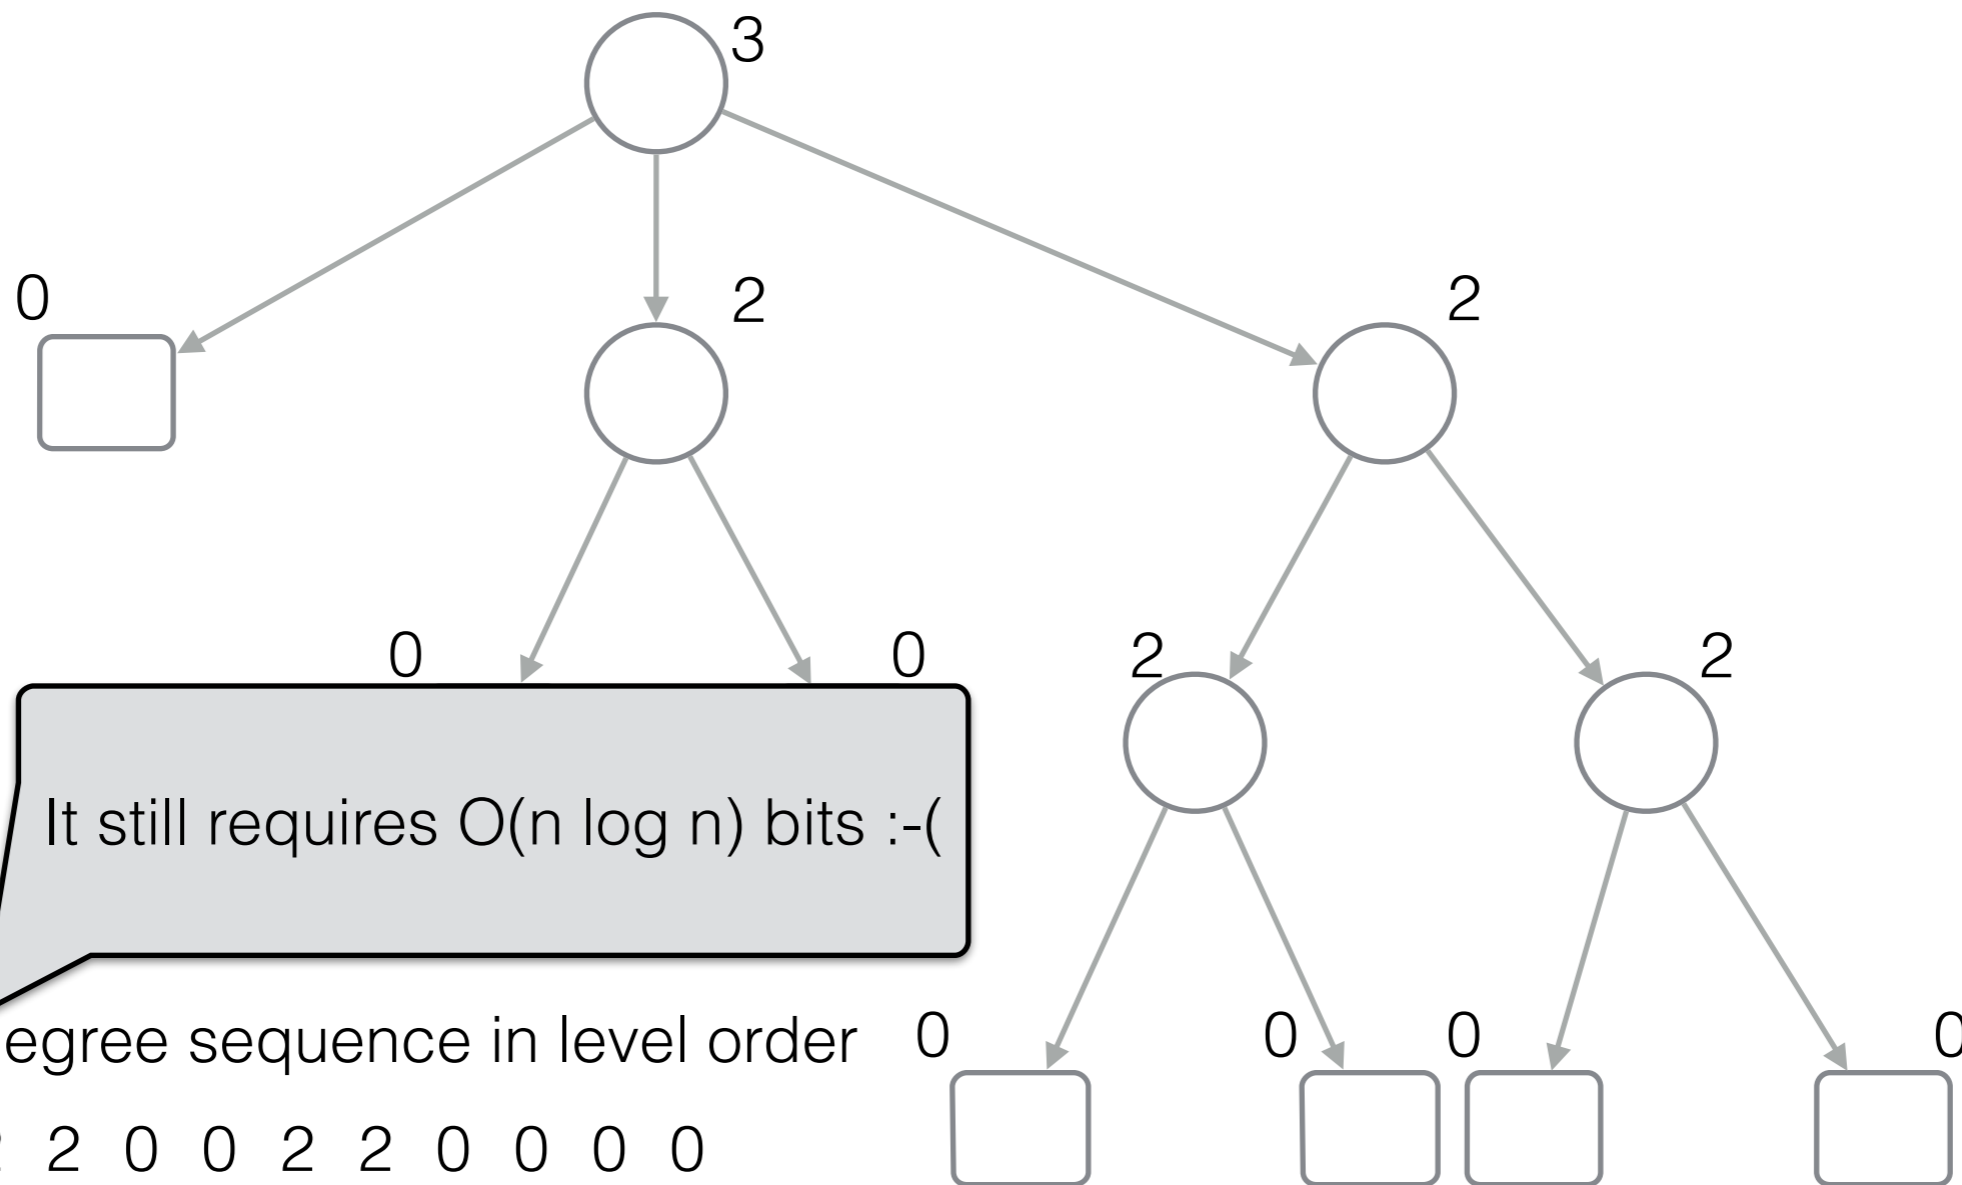 3
0 2 2
0 0 2 2
It still requires O(n log n) bits :-(
egree sequence in level order
0 0 0 0
2 0 0 2 2 0 0 0 0